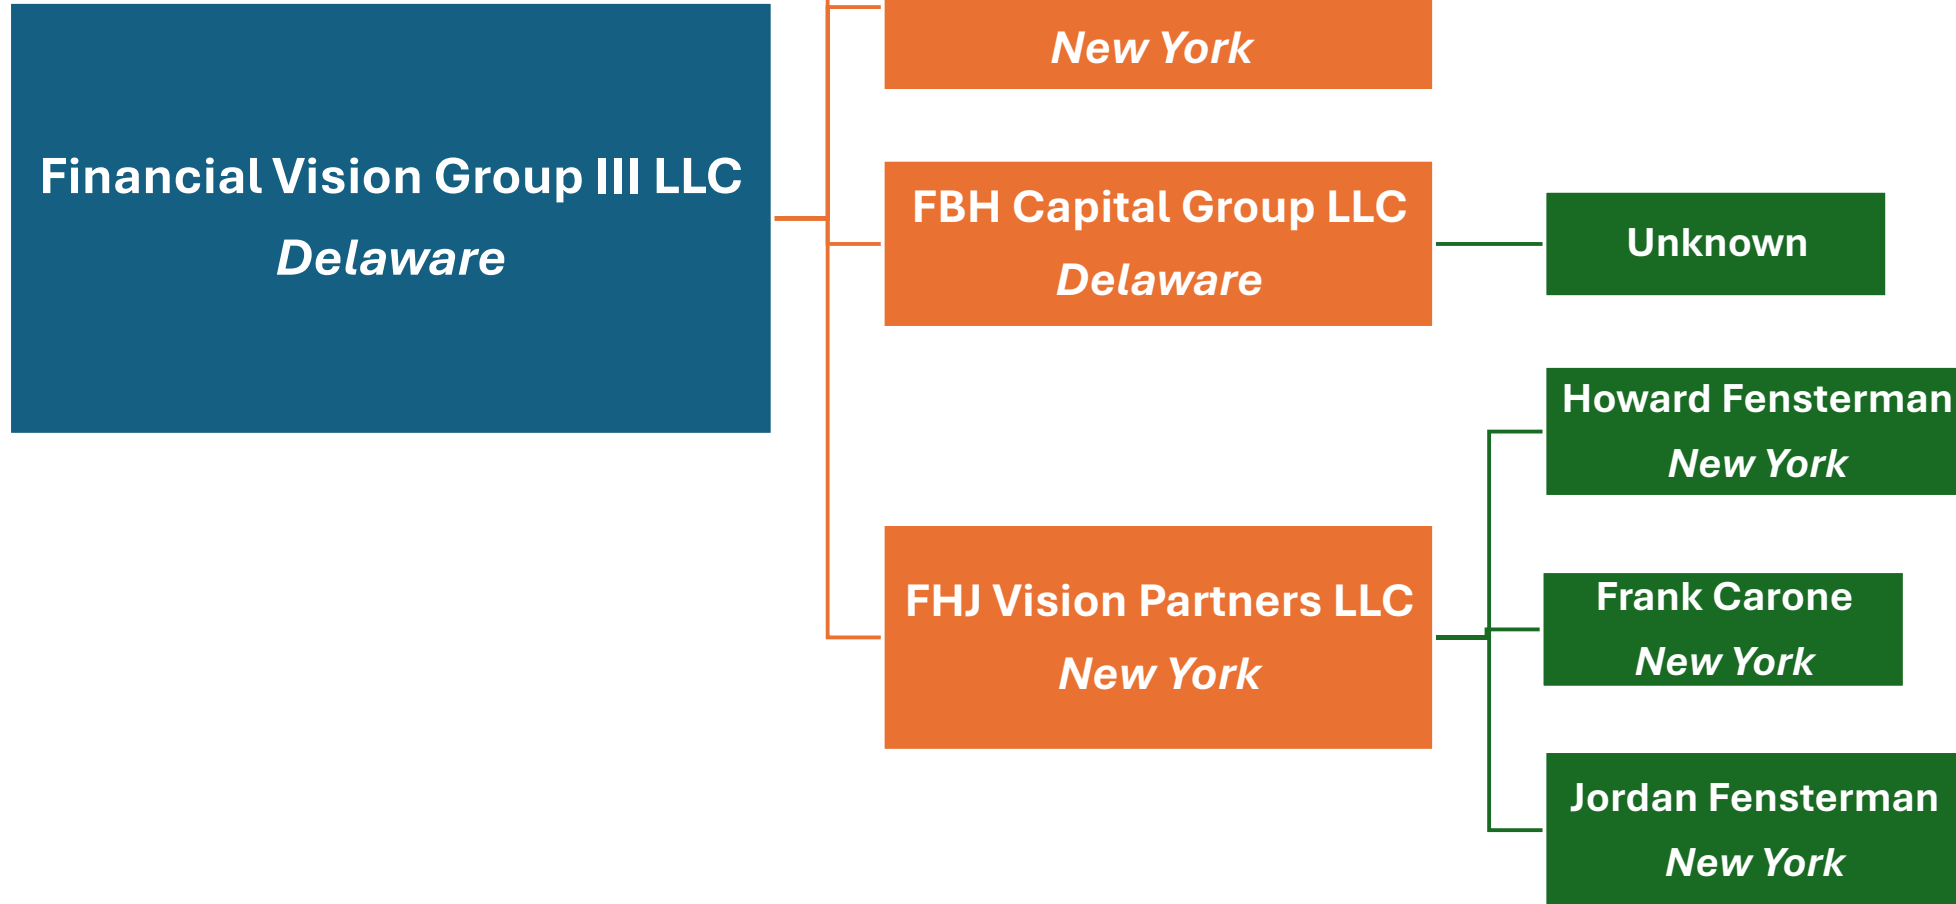 New York
Financial Vision Group III LLC
Delaware
FBH Capital Group LLC
Delaware
Unknown
Howard Fensterman
New York
FHJ Vision Partners LLC
New York
Frank Carone
New York
Jordan Fensterman
New York